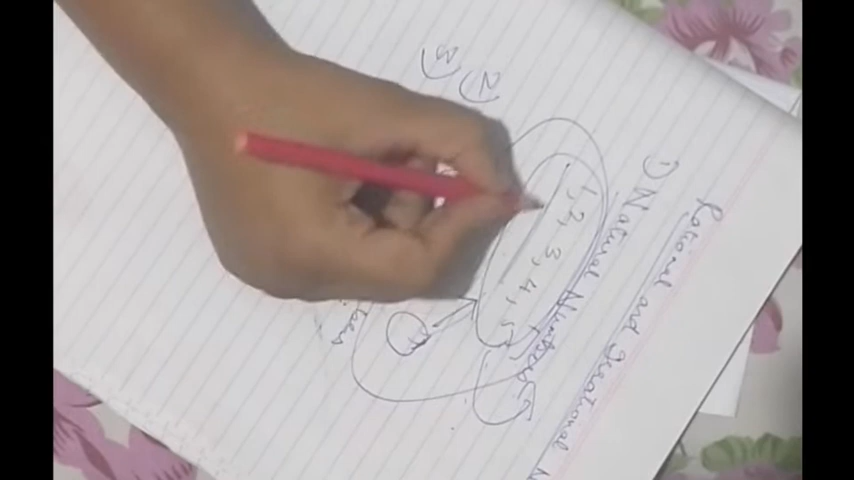 Rational and Irrational N
1) Natural Numbers
1, 2, 3, 4, 5
2)
3)